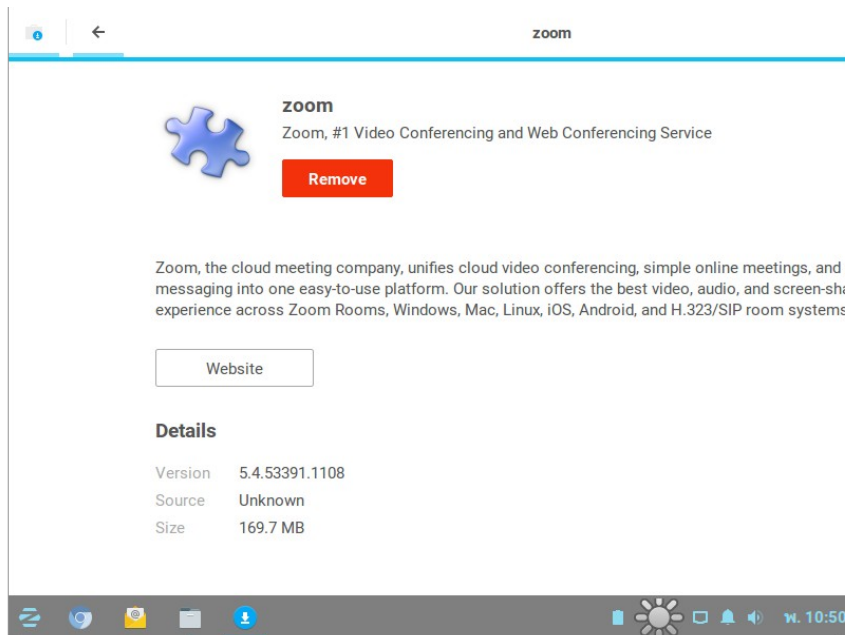 zoom
zoom
Zoom, #1 Video Conferencing and Web Conferencing Service
Remove
Zoom, the cloud meeting company, unifies cloud video conferencing, simple online meetings, and
messaging into one easy-to-use platform. Our solution offers the best video, audio, and screen-sha
experience across Zoom Rooms, Windows, Mac, Linux, iOS, Android, and H.323/SIP room systems
Website
Details
Version 5.4.53391.1108
Source Unknown
Size 169.7 MB
พ. 10:50